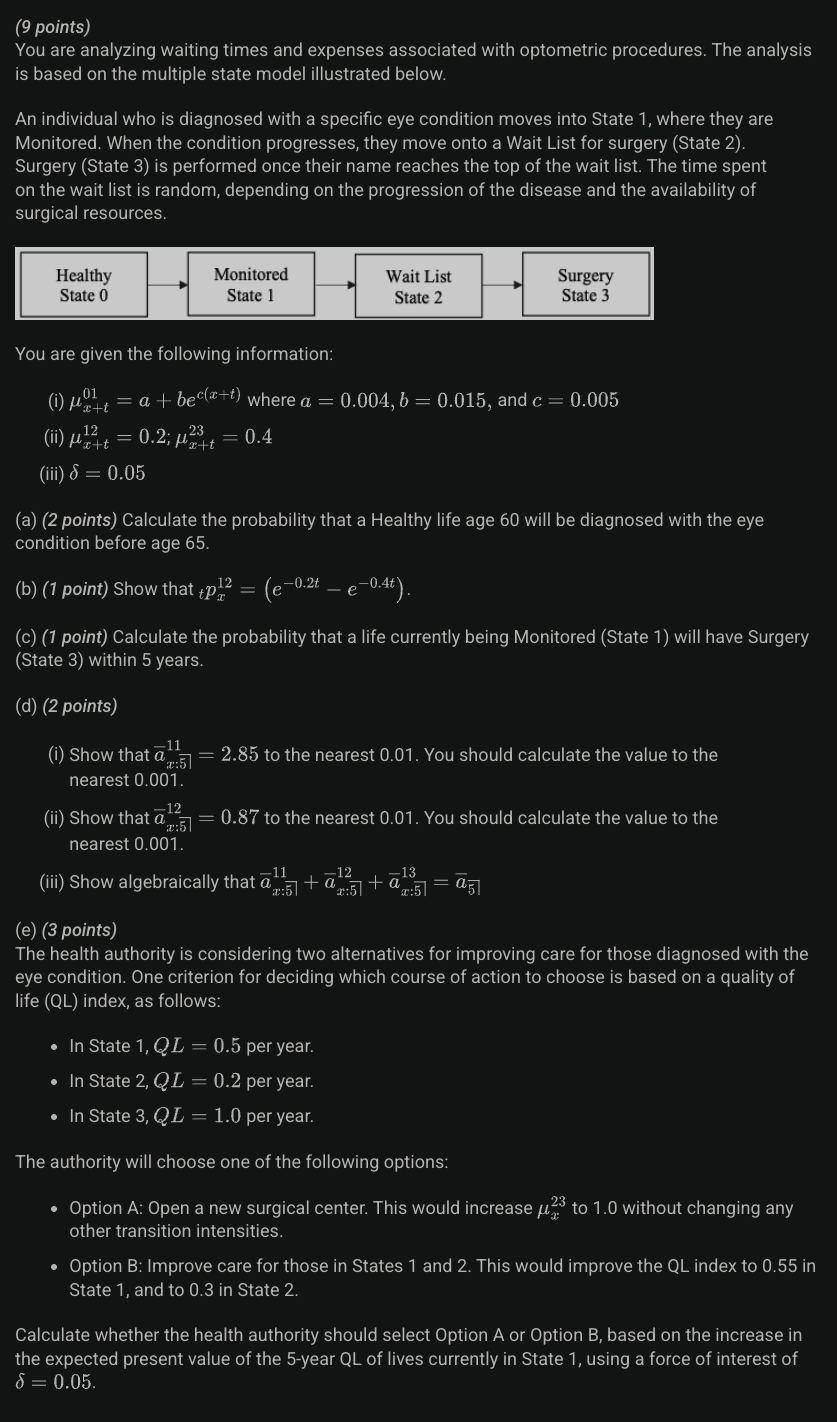 (9 points)
You are analyzing waiting times and expenses associated with optometric procedures. The analysis
is based on the multiple state model illustrated below.
An individual who is diagnosed with a specific eye condition moves into State 1, where they are
Monitored. When the condition progresses, they move onto a Wait List for surgery (State 2).
Surgery (State 3) is performed once their name reaches the top of the wait list. The time spent
on the wait list is random, depending on the progression of the disease and the availability of
surgical resources.
Healthy State 0 Monitored State 1 Wait List State 2 Surgery State 3
You are given the following information:
(i) $\mu_{x+t}^{01} = a + be^{c(x+t)}$ where $a = 0.004, b = 0.015,$ and $c = 0.005$
(ii) $\mu_{x+t}^{12} = 0.2; \mu_{x+t}^{23} = 0.4$
(iii) $\delta = 0.05$
(a) (2 points) Calculate the probability that a Healthy life age 60 will be diagnosed with the eye
condition before age 65.
(b) (1 point) Show that ${}_tp_x^{12} = (e^{-0.2t} - e^{-0.4t})$.
(c) (1 point) Calculate the probability that a life currently being Monitored (State 1) will have Surgery
(State 3) within 5 years.
(d) (2 points)
(i) Show that $\overline{a}_{x:\overline{5|}}^{11} = 2.85$ to the nearest 0.01. You should calculate the value to the
nearest 0.001.
(ii) Show that $\overline{a}_{x:\overline{5|}}^{12} = 0.87$ to the nearest 0.01. You should calculate the value to the
nearest 0.001.
(iii) Show algebraically that $\overline{a}_{x:\overline{5|}}^{11} + \overline{a}_{x:\overline{5|}}^{12} + \overline{a}_{x:\overline{5|}}^{13} = \overline{a}_{\overline{5|}}$
(e) (3 points)
The health authority is considering two alternatives for improving care for those diagnosed with the
eye condition. One criterion for deciding which course of action to choose is based on a quality of
life (QL) index, as follows:
• In State 1, $QL = 0.5$ per year.
• In State 2, $QL = 0.2$ per year.
• In State 3, $QL = 1.0$ per year.
The authority will choose one of the following options:
• Option A: Open a new surgical center. This would increase $\mu_x^{23}$ to 1.0 without changing any
other transition intensities.
• Option B: Improve care for those in States 1 and 2. This would improve the QL index to 0.55 in
State 1, and to 0.3 in State 2.
Calculate whether the health authority should select Option A or Option B, based on the increase in
the expected present value of the 5-year QL of lives currently in State 1, using a force of interest of
$\delta = 0.05$.